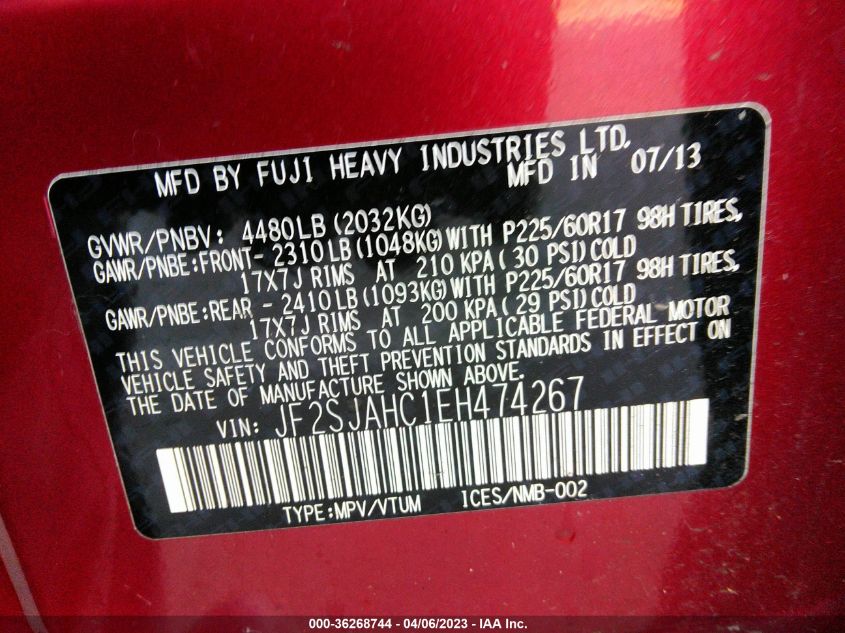 MFD BY FUJI HEAVY INDUSTRIES LTD.
MFD IN 07/13
GVWR/PNBV: 4480LB (2032KG)
GAWR/PNBE:FRONT- 2310LB (1048KG)WITH P225/60R17 98H TIRES,
17X7J RIMS AT 210 KPA( 30 PSI)COLD
GAWR/PNBE:REAR - 2410LB(1093KG)WITH P225/60R17 98H TIRES,
17X7J RIMS AT 200 KPA( 29 PSI)COLD
THIS VEHICLE CONFORMS TO ALL APPLICABLE FEDERAL MOTOR
VEHICLE SAFETY AND THEFT PREVENTION STANDARDS IN EFFECT ON
THE DATE OF MANUFACTURE SHOWN ABOVE.
VIN: JF2SJAHC1EH474267
TYPE:MPV/VTUM ICES/NMB-002
000-36268744 - 04/06/2023 - IAA Inc.